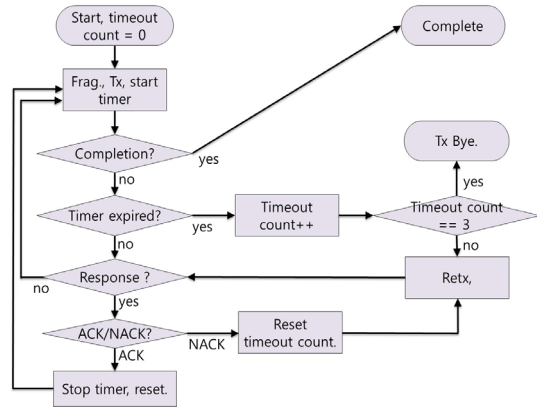 Start, timeout
count = 0
Complete
Frag., Tx, start
timer
Completion?
yes
no
Tx Bye.
yes
Timer expired?
yes
Timeout
count++
Timeout count
== 3
no
no
Response ?
no
yes
Retx,
ACK/NACK?
NACK
Reset
timeout count.
ACK
Stop timer, reset.